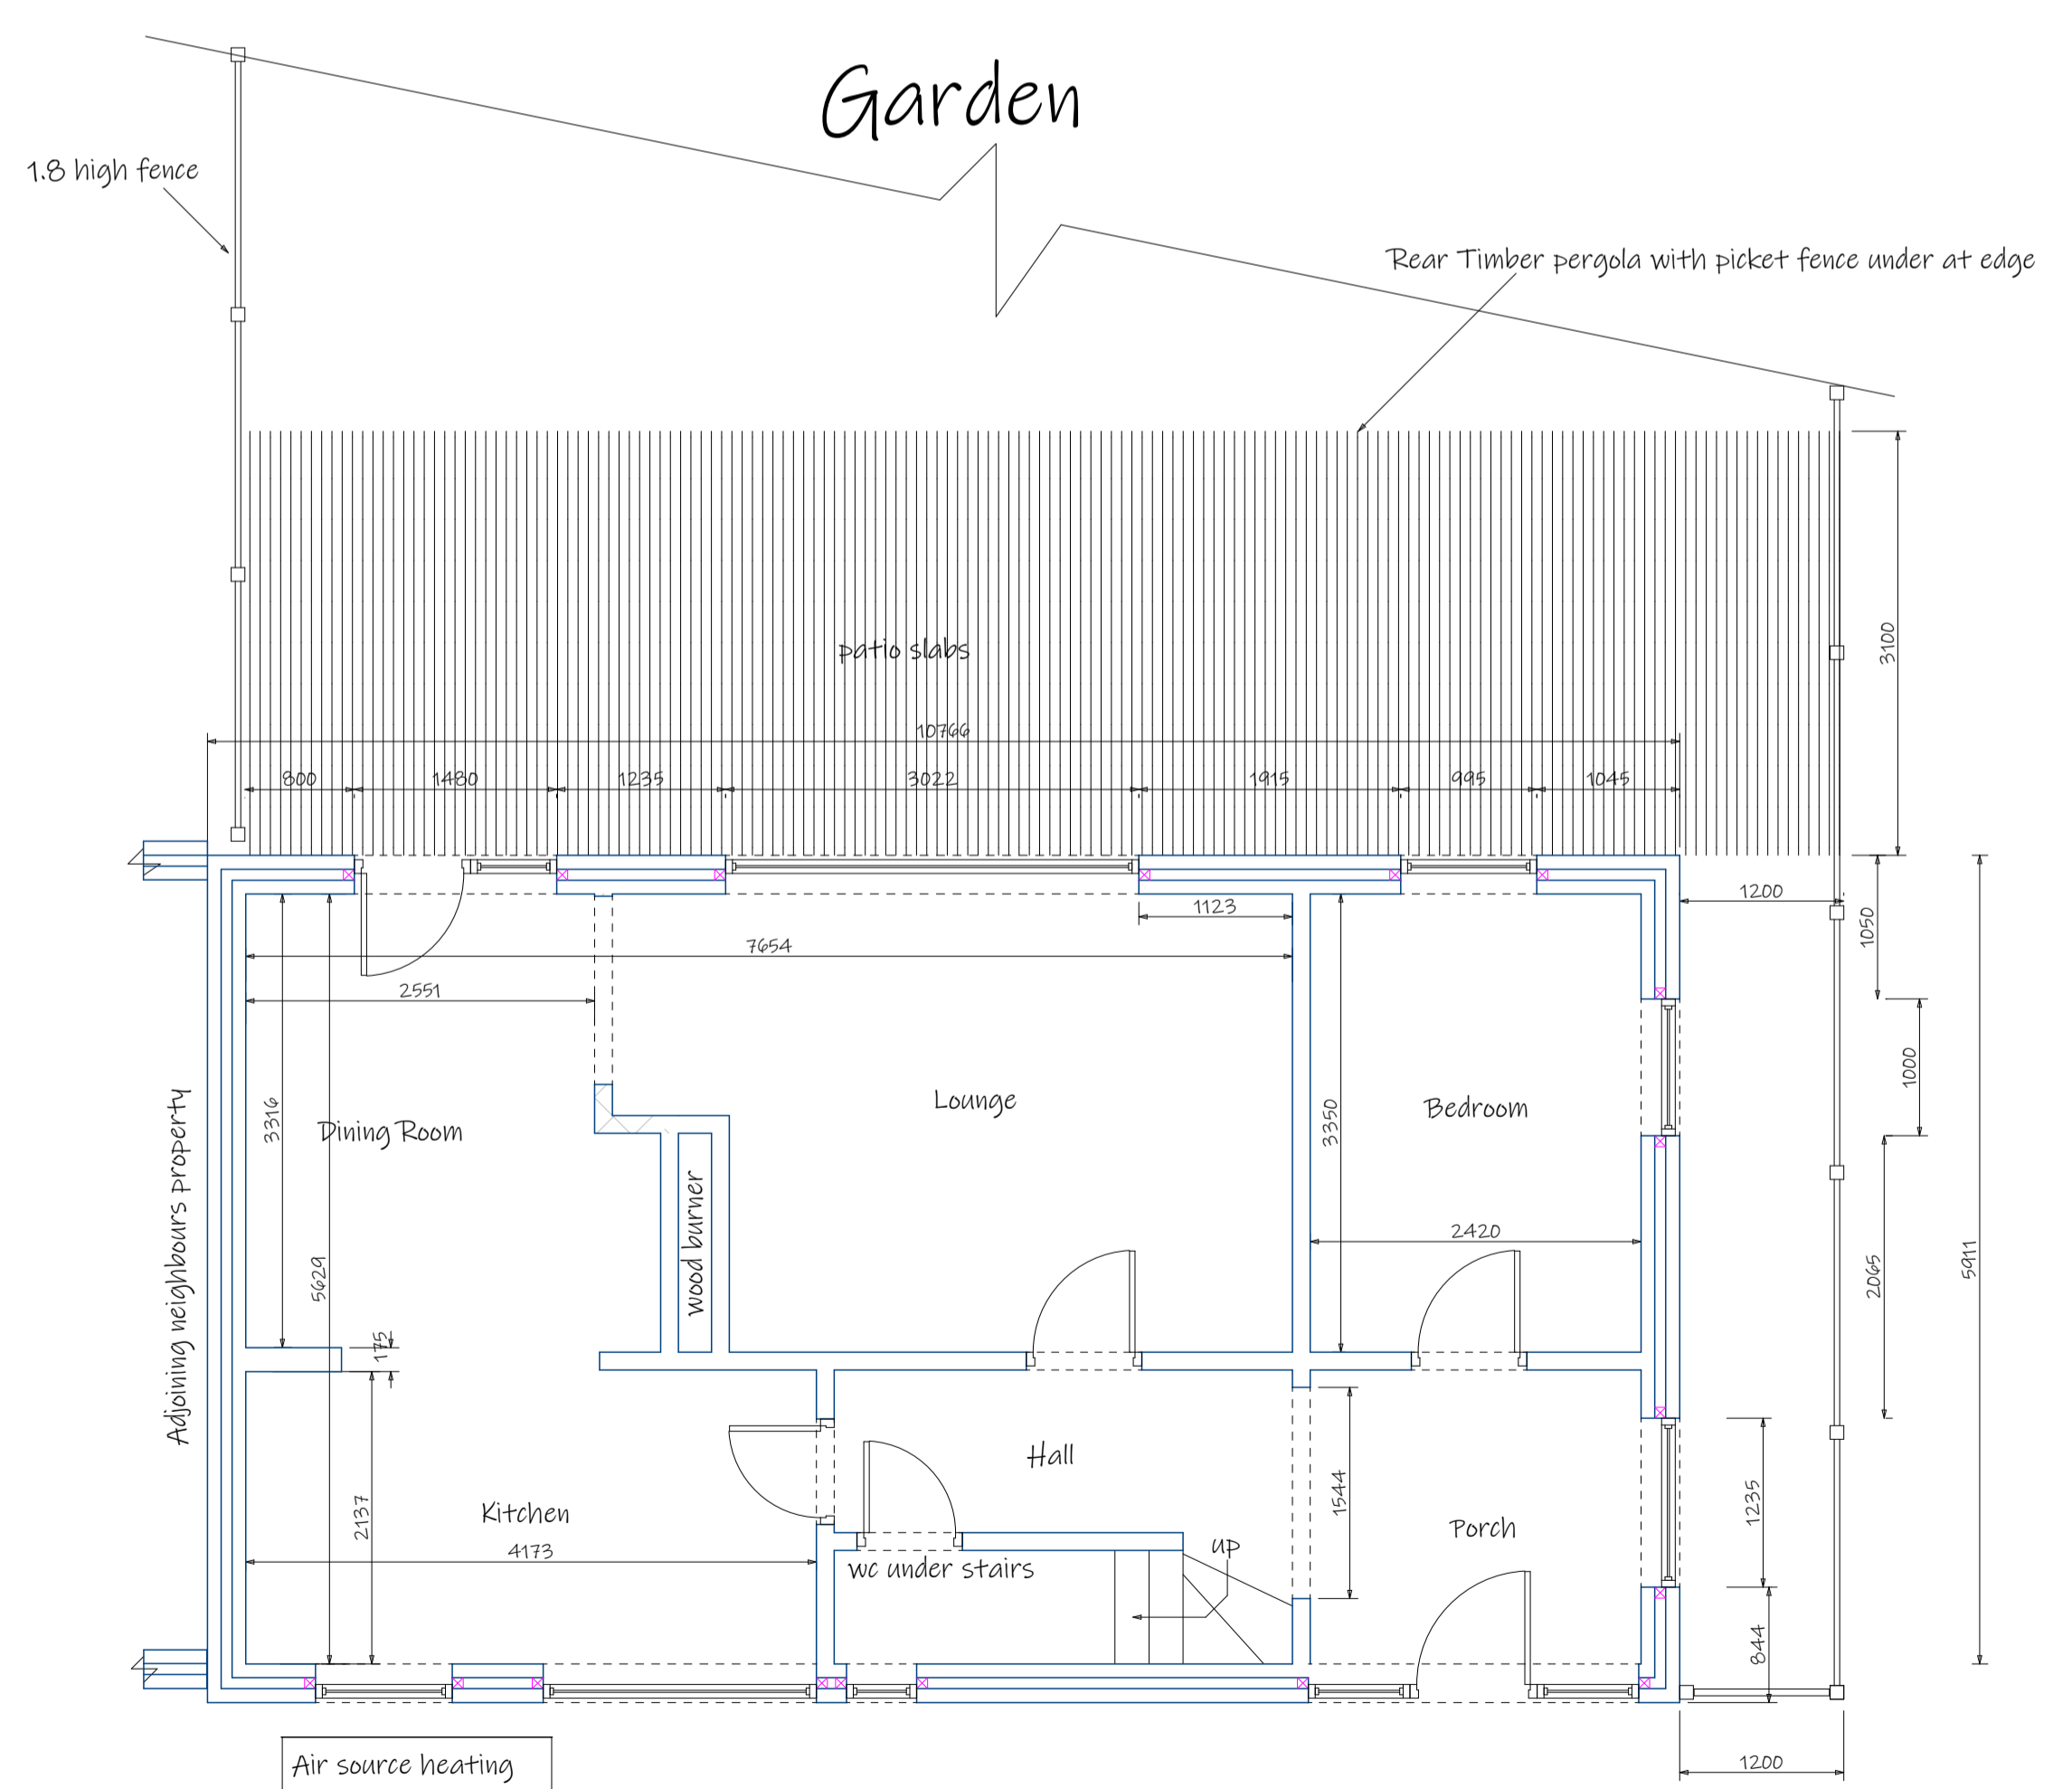 Garden
1.8 high fence
Rear Timber pergola with picket fence under at edge
3100
patio slabs
10766
800
1480
1235
3022
1915
995
1045
1200
1123
1050
7654
2551
1000
Lounge
Bedroom
3316
Dining Room
3350
Adjoining neighbours property
wood burner
2420
5629
2065
5911
175
Hall
1544
1235
2137
Kitchen
Porch
4173
up
wc under stairs
844
Air source heating
1200